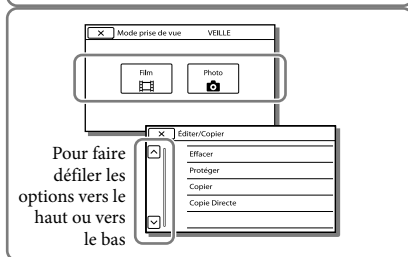 Mode prise de vue VEILLE
Film Photo
Éditer/Copier
Effacer
Protéger
Copier
Copie Directe
Pour faire
défiler les
options vers le
haut ou vers
le bas